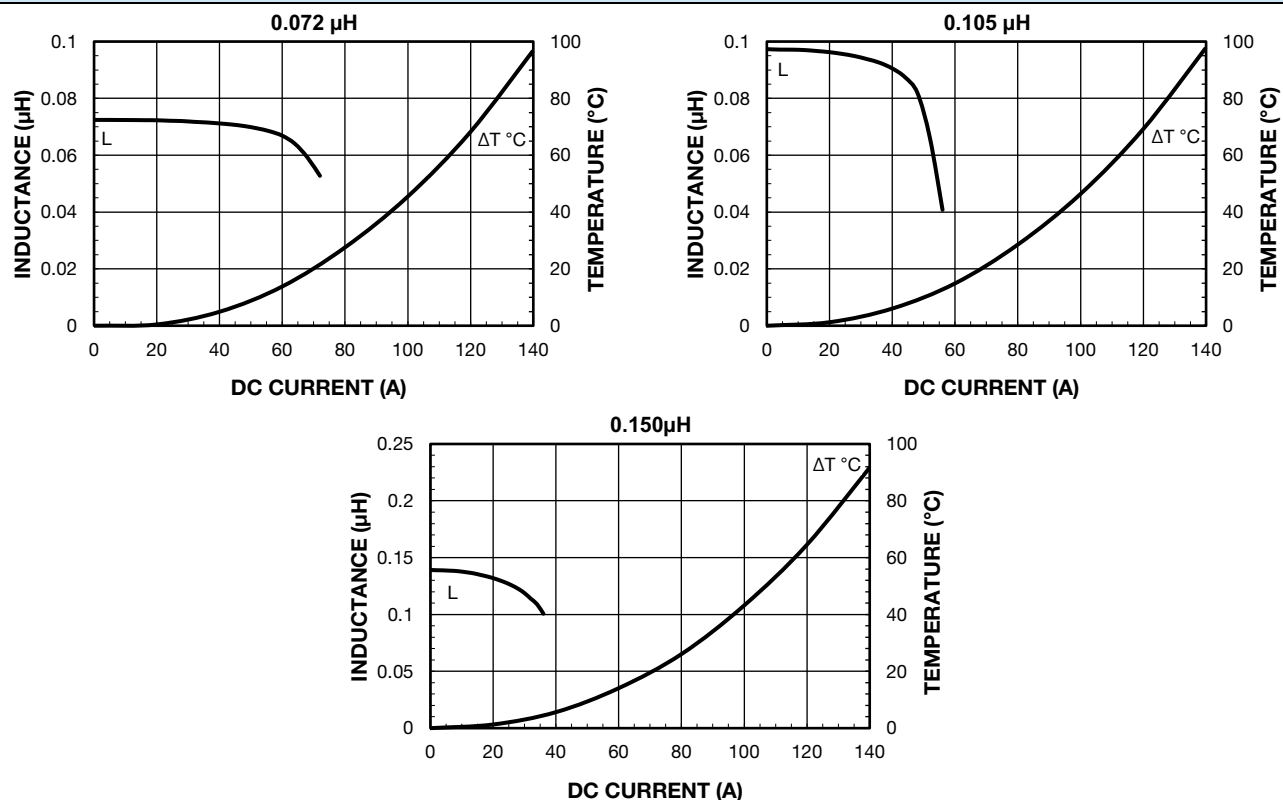 0.072 µH
0.1
0.08
0.06
0.04
0.02
0
INDUCTANCE (µH)
L
ΔT °C
100
80
60
40
20
0
TEMPERATURE (°C)
0 20 40 60 80 100 120 140
DC CURRENT (A)
0.105 µH
0.1
0.08
0.06
0.04
0.02
0
INDUCTANCE (µH)
L
ΔT °C
100
80
60
40
20
0
TEMPERATURE (°C)
0 20 40 60 80 100 120 140
DC CURRENT (A)
0.150µH
0.25
0.2
0.15
0.1
0.05
0
INDUCTANCE (µH)
L
ΔT °C
100
80
60
40
20
0
TEMPERATURE (°C)
0 20 40 60 80 100 120 140
DC CURRENT (A)